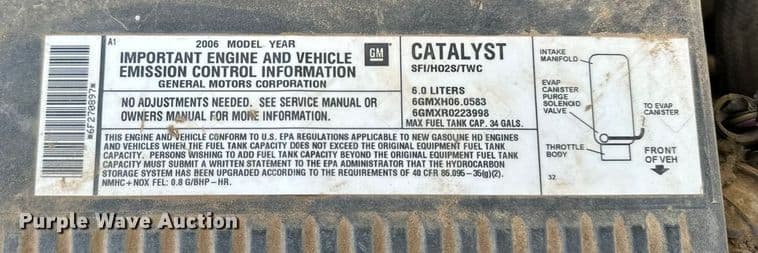 *6F270897*
A1
2006 MODEL YEAR
IMPORTANT ENGINE AND VEHICLE
EMISSION CONTROL INFORMATION
GENERAL MOTORS CORPORATION
GM
NO ADJUSTMENTS NEEDED. SEE SERVICE MANUAL OR
OWNERS MANUAL FOR MORE INFORMATION.
CATALYST
SFI/HO2S/TWC
6.0 LITERS
6GMXH06.0583
6GMXR0223998
MAX FUEL TANK CAP. 34 GALS.
THIS ENGINE AND VEHICLE CONFORM TO U.S. EPA REGULATIONS APPLICABLE TO NEW GASOLINE HD ENGINES
AND VEHICLES WHEN THE FUEL TANK CAPACITY DOES NOT EXCEED THE ORIGINAL EQUIPMENT FUEL TANK
CAPACITY. PERSONS WISHING TO ADD FUEL TANK CAPACITY BEYOND THE ORIGINAL EQUIPMENT FUEL TANK
CAPACITY MUST SUBMIT A WRITTEN STATEMENT TO THE EPA ADMINISTRATOR THAT THE HYDROCARBON
STORAGE SYSTEM HAS BEEN UPGRADED ACCORDING TO THE REQUIREMENTS OF 40 CFR 86.095-35(g)(2).
NMHC+ NOX FEL: 0.8 G/BHP-HR.
INTAKE
MANIFOLD
EVAP
CANISTER
PURGE
SOLENOID
VALVE
TO EVAP
CANISTER
THROTTLE
BODY
FRONT
OF VEH
32
Purple Wave Auction